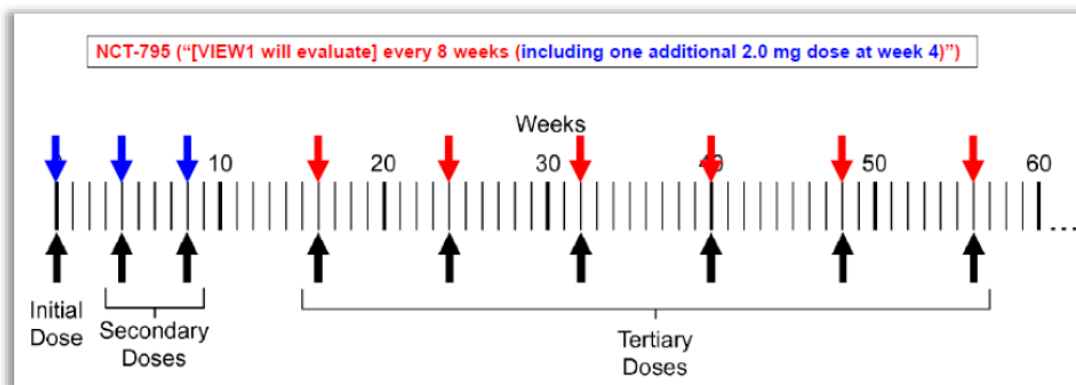 NCT-795 (“[VIEW1 will evaluate] every 8 weeks (including one additional 2.0 mg dose at week 4)”)
Weeks
10 20 30 40 50 60
Initial
Dose
Secondary
Doses
Tertiary
Doses